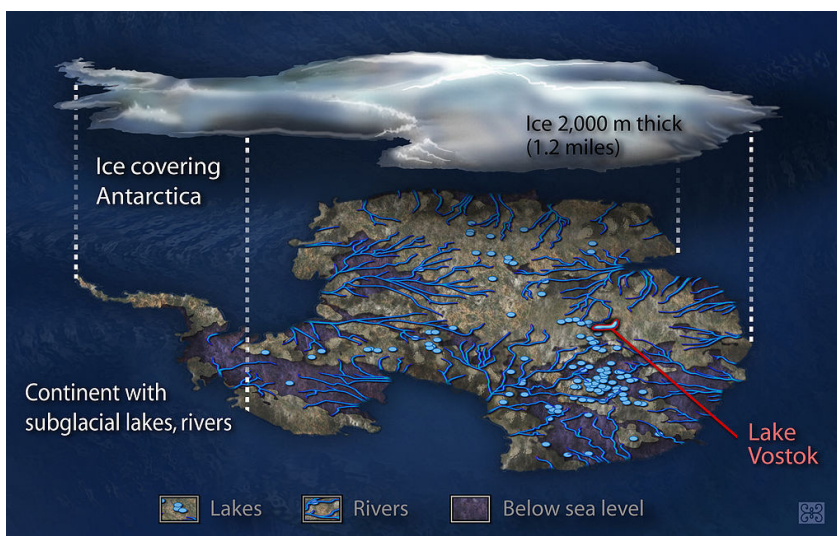 Ice 2,000 m thick
(1.2 miles)
Ice covering
Antarctica
Continent with
subglacial lakes, rivers
Lake
Vostok
Lakes
Rivers
Below sea level